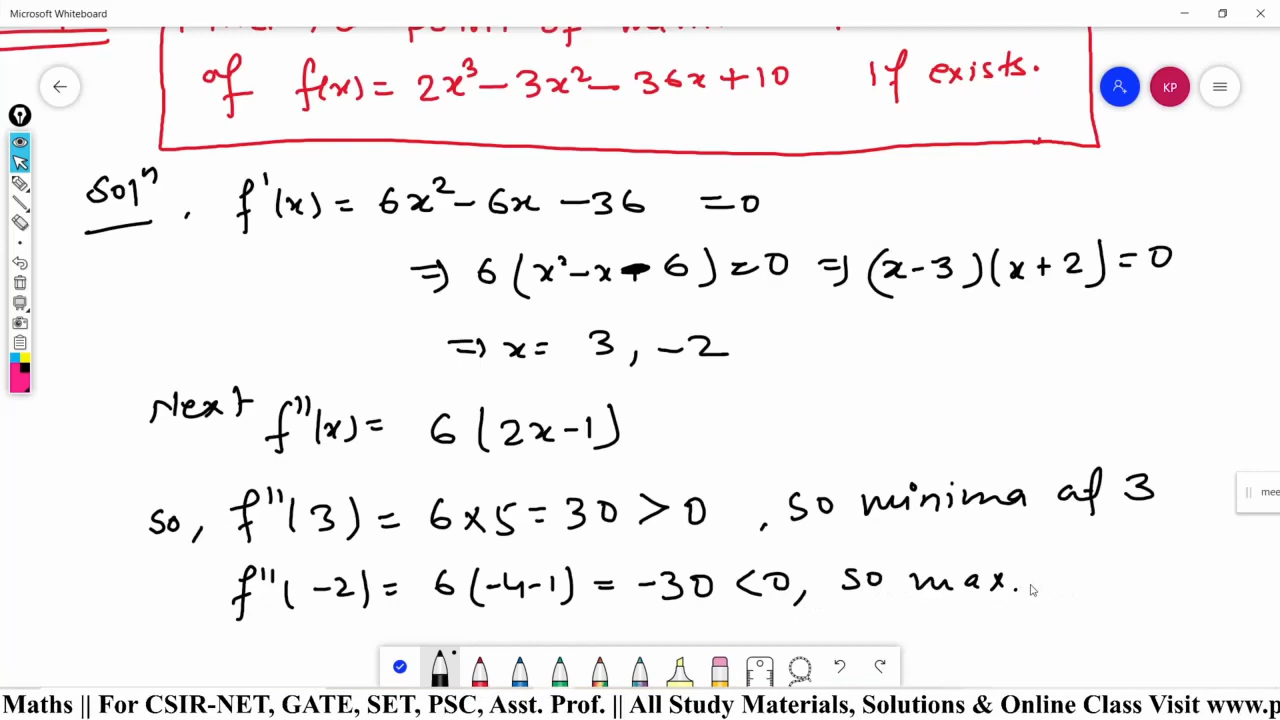 Microsoft Whiteboard
point of
of f(x) = 2x³ - 3x² - 36x + 10 if exists.
KP
Solⁿ . f'(x) = 6x² - 6x - 36 = 0
⇒ 6(x² - x - 6) = 0 ⇒ (x - 3)(x + 2) = 0
⇒ x = 3, -2
Next f''(x) = 6(2x - 1)
so, f''(3) = 6 × 5 = 30 > 0 , so minima at 3
f''(-2) = 6(-4-1) = -30 < 0, so max.
Maths || For CSIR-NET, GATE, SET, PSC, Asst. Prof. || All Study Materials, Solutions & Online Class Visit www.p